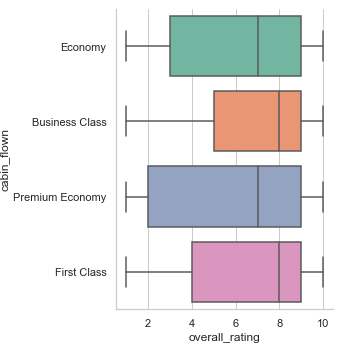 cabin_flown
Economy
Business Class
Premium Economy
First Class
2 4 6 8 10
overall_rating